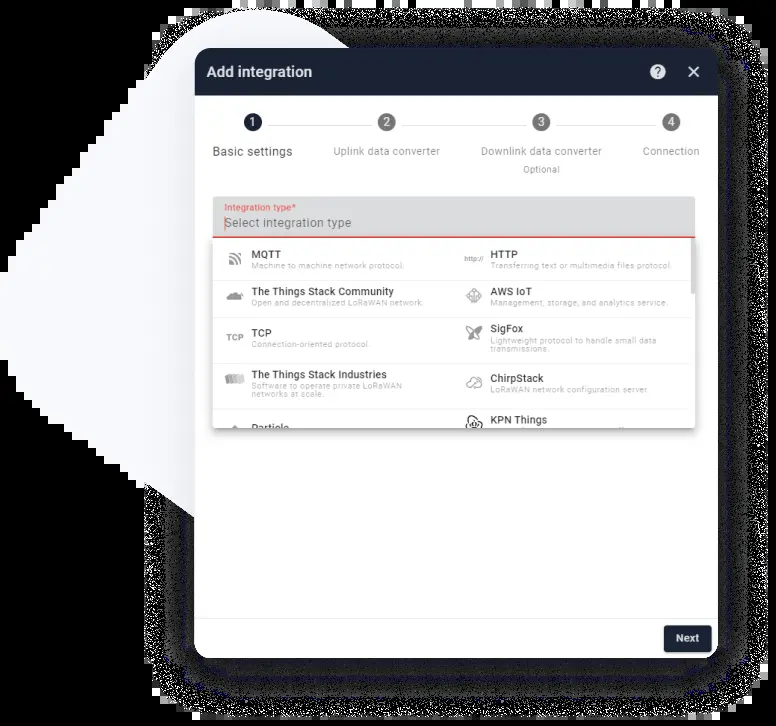 Add integration
?
1
2
3
4
Basic settings
Uplink data converter
Downlink data converter
Optional
Connection
Integration type*
Select integration type
MQTT
Machine to machine network protocol.
http://
HTTP
Transferring text or multimedia files protocol.
The Things Stack Community
Open and decentralized LoRaWAN network.
AWS IoT
Management, storage, and analytics service.
TCP
TCP
Connection-oriented protocol.
SigFox
Lightweight protocol to handle small data
transmissions.
The Things Stack Industries
Software to operate private LoRaWAN
networks at scale.
ChirpStack
LoRaWAN network configuration server
Particle
KPN Things
Next